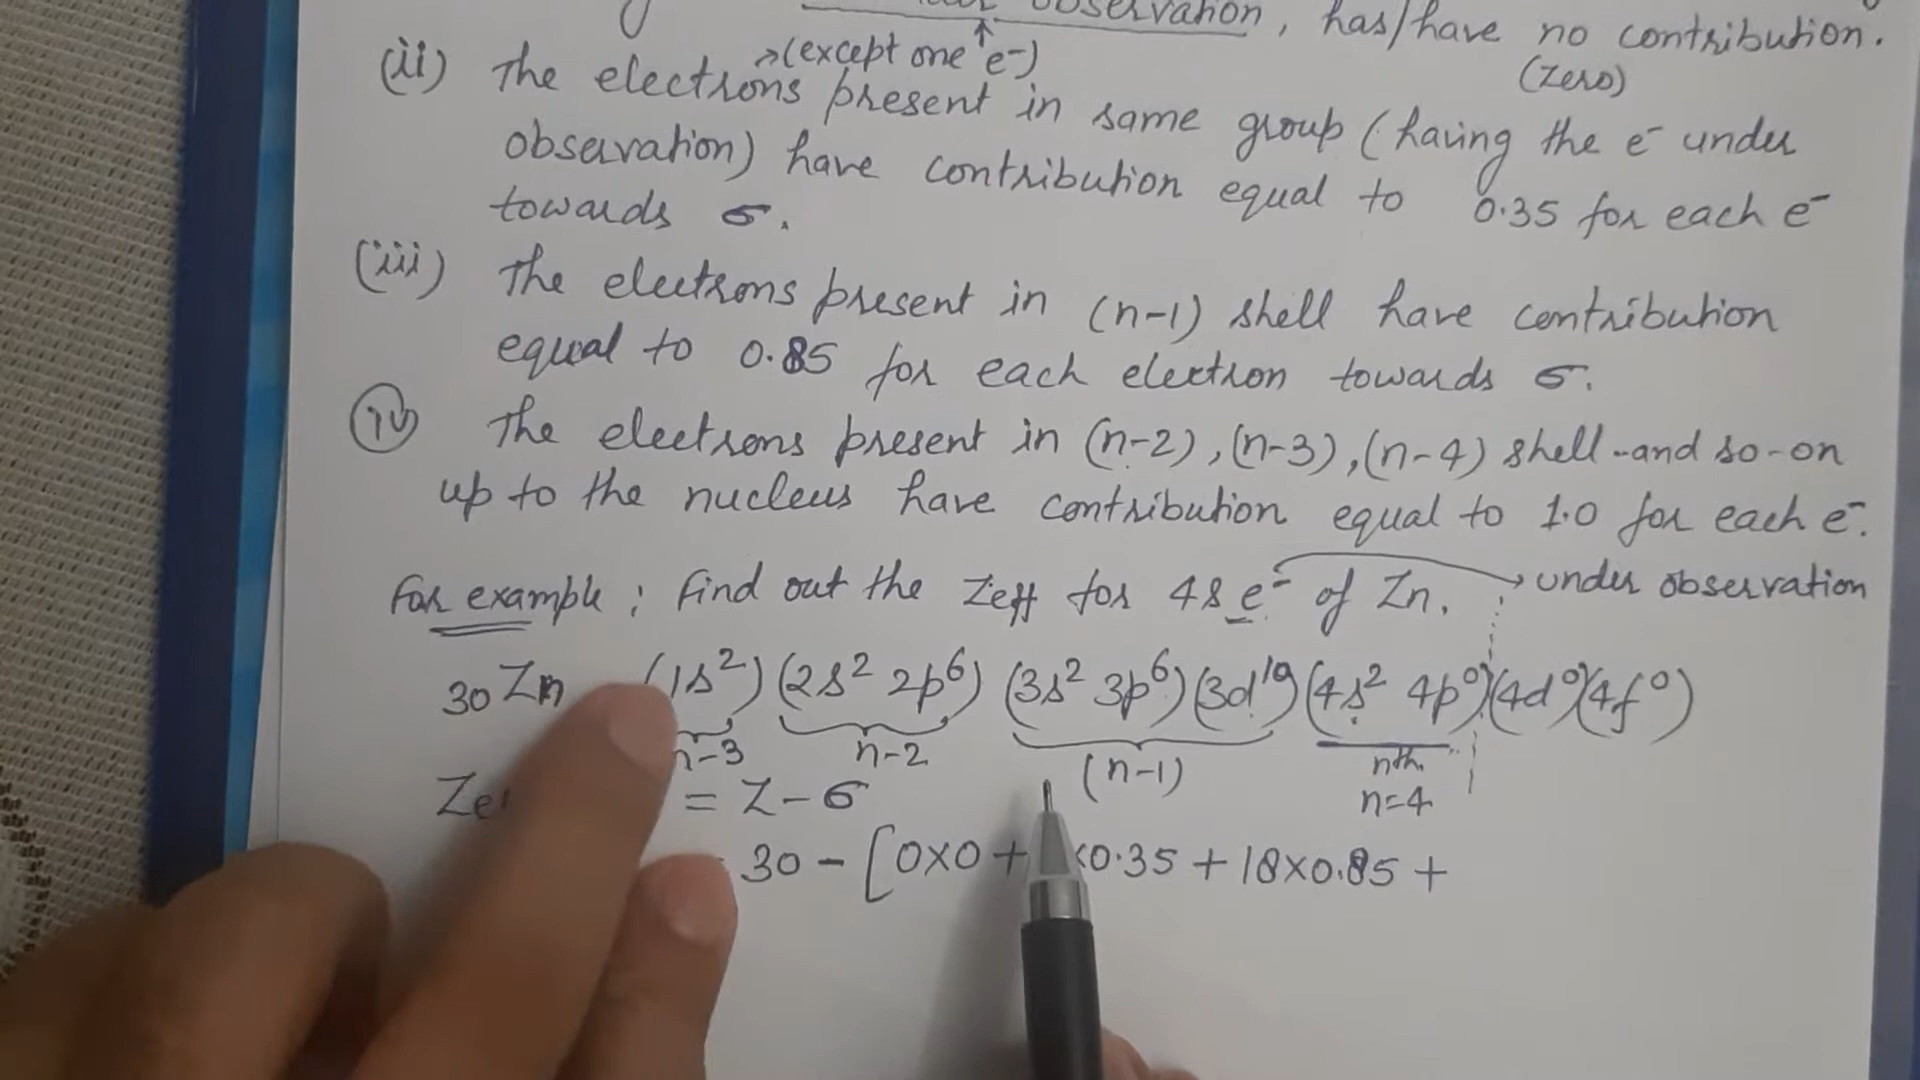 observation, has/have no contribution.
→(except one e-) (zero)
(ii) The electrons present in same group (having the e- under
observation) have contribution equal to 0.35 for each e-
towards σ.
(iii) The electrons present in (n-1) shell have contribution
equal to 0.85 for each electron towards σ.
(iv) The electrons present in (n-2), (n-3), (n-4) shell -and so-on
up to the nucleus have contribution equal to 1.0 for each e-.
For example : Find out the Zeff for 4s e- of Zn. → under observation
30 Zn (1s² ) (2s² 2p⁶) (3s² 3p⁶) (3d¹⁰) (4s² 4p⁰) (4d⁰) (4f⁰)
n-3 n-2 (n-1) nth
n=4
= Z - σ
30 - [0×0 + ×0.35 + 18×0.85 +